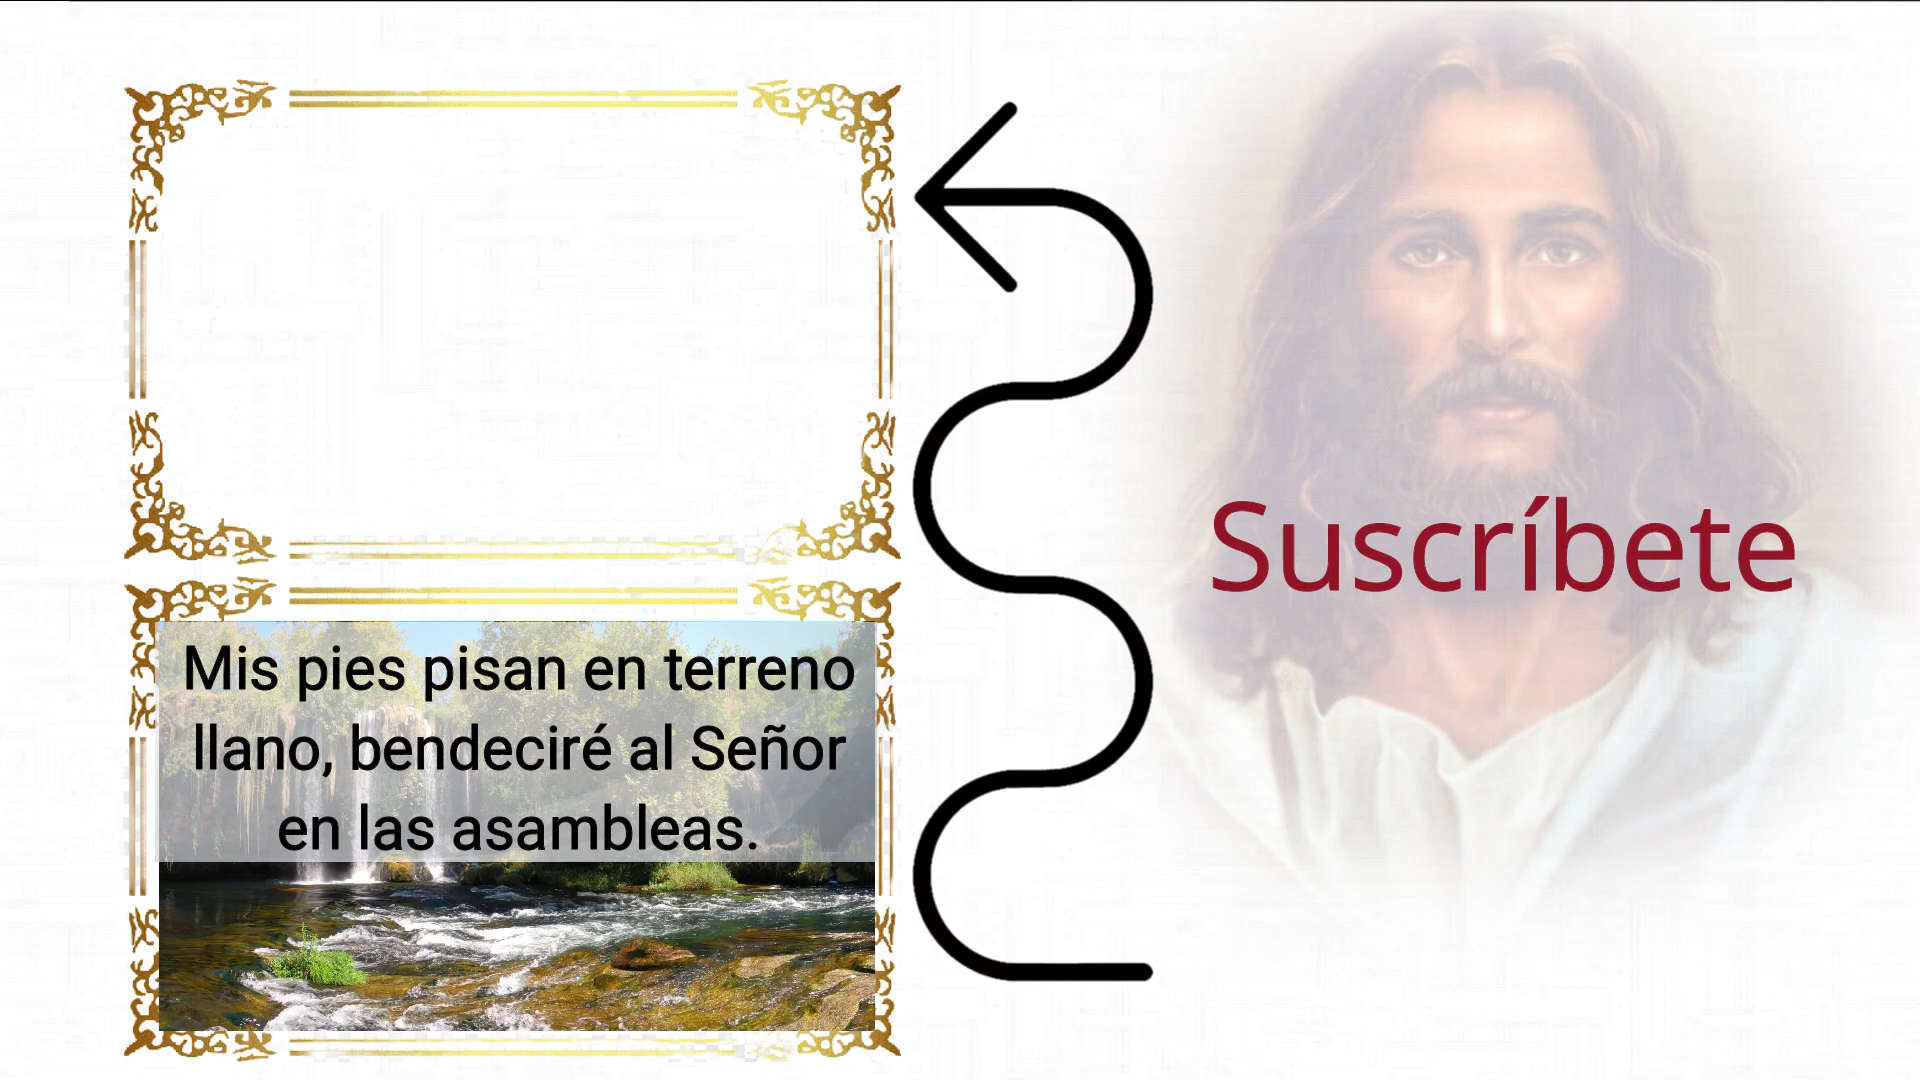 Suscríbete
Mis pies pisan en terreno
llano, bendeciré al Señor
en las asambleas.